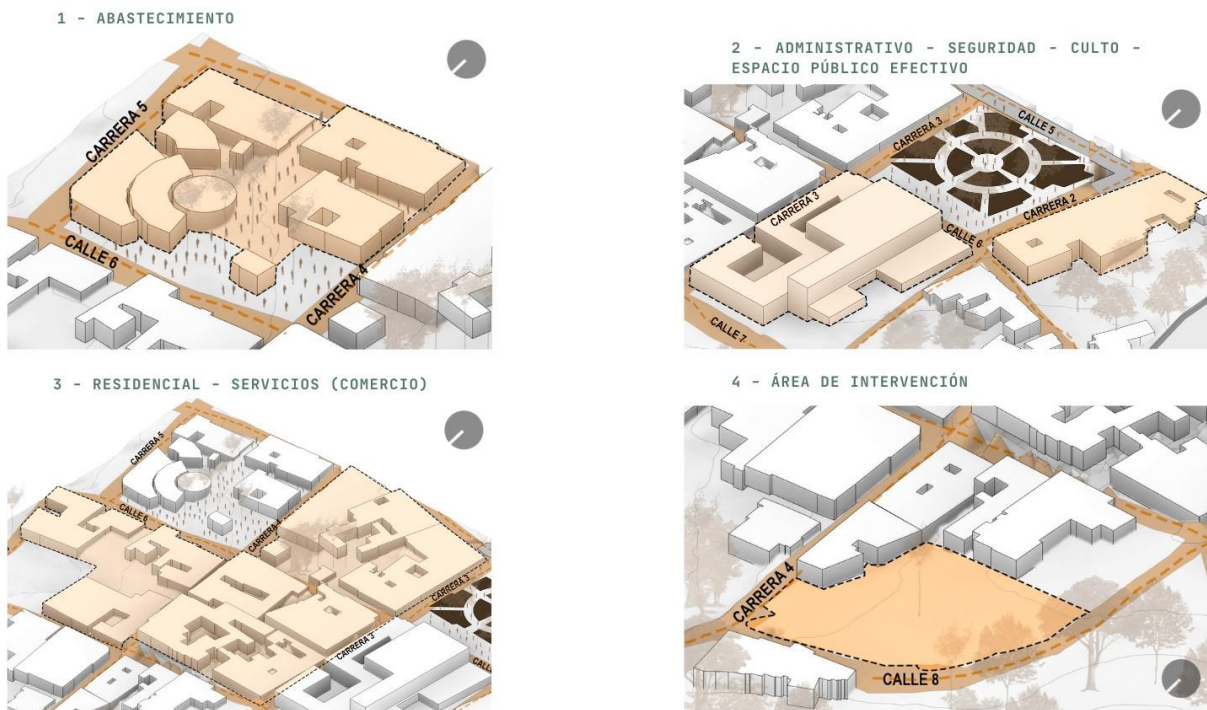 1 - ABASTECIMIENTO
CARRERA 5
CALLE 6
CARRERA 4
2 - ADMINISTRATIVO - SEGURIDAD - CULTO -
ESPACIO PÚBLICO EFECTIVO
CARRERA 3
CALLE 5
CARRERA 3
CARRERA 2
CALLE 6
CALLE 7
3 - RESIDENCIAL - SERVICIOS (COMERCIO)
CARRERA 5
CALLE 6
CARRERA 4
CARRERA 3
CARRERA 3
CALLE
4 - ÁREA DE INTERVENCIÓN
CARRERA 4
CALLE 8